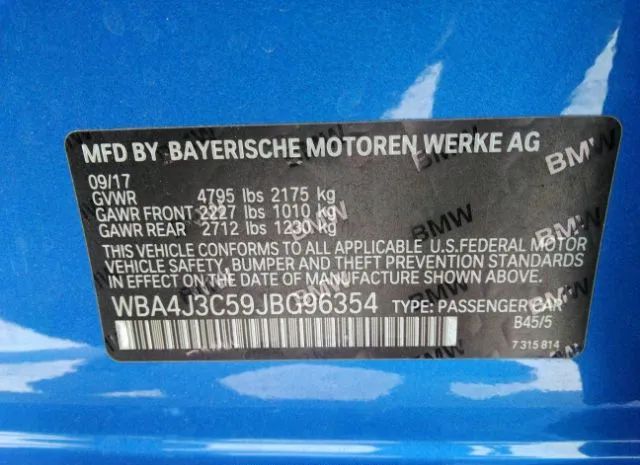 MFD BY BAYERISCHE MOTOREN WERKE AG
09/17
GVWR 4795 lbs 2175 kg
GAWR FRONT 2227 lbs 1010 kg
GAWR REAR 2712 lbs 1230 kg
THIS VEHICLE CONFORMS TO ALL APPLICABLE U.S.FEDERAL MOTOR
VEHICLE SAFETY, BUMPER AND THEFT PREVENTION STANDARDS
IN EFFECT ON THE DATE OF MANUFACTURE SHOWN ABOVE.
WBA4J3C59JBG96354 TYPE: PASSENGER CAR
B45/5
7 315 814
BMW
BMW